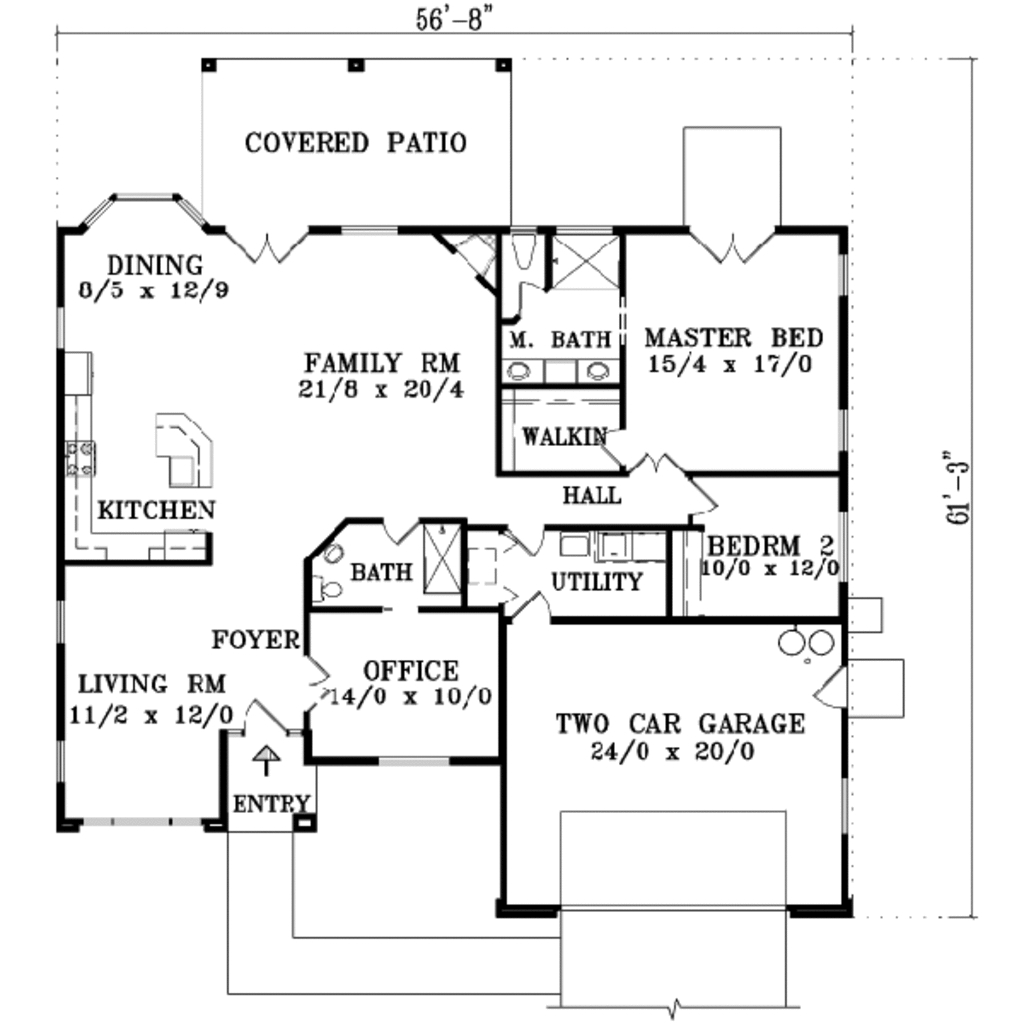 56'-8"
COVERED PATIO
DINING
8/5 x 12/9
M. BATH
MASTER BED
15/4 x 17/0
FAMILY RM
21/8 x 20/4
WALKIN
HALL
61'-3"
KITCHEN
BATH
UTILITY
BEDRM 2
10/0 x 12/0
FOYER
OFFICE
14/0 x 10/0
LIVING RM
11/2 x 12/0
TWO CAR GARAGE
24/0 x 20/0
ENTRY